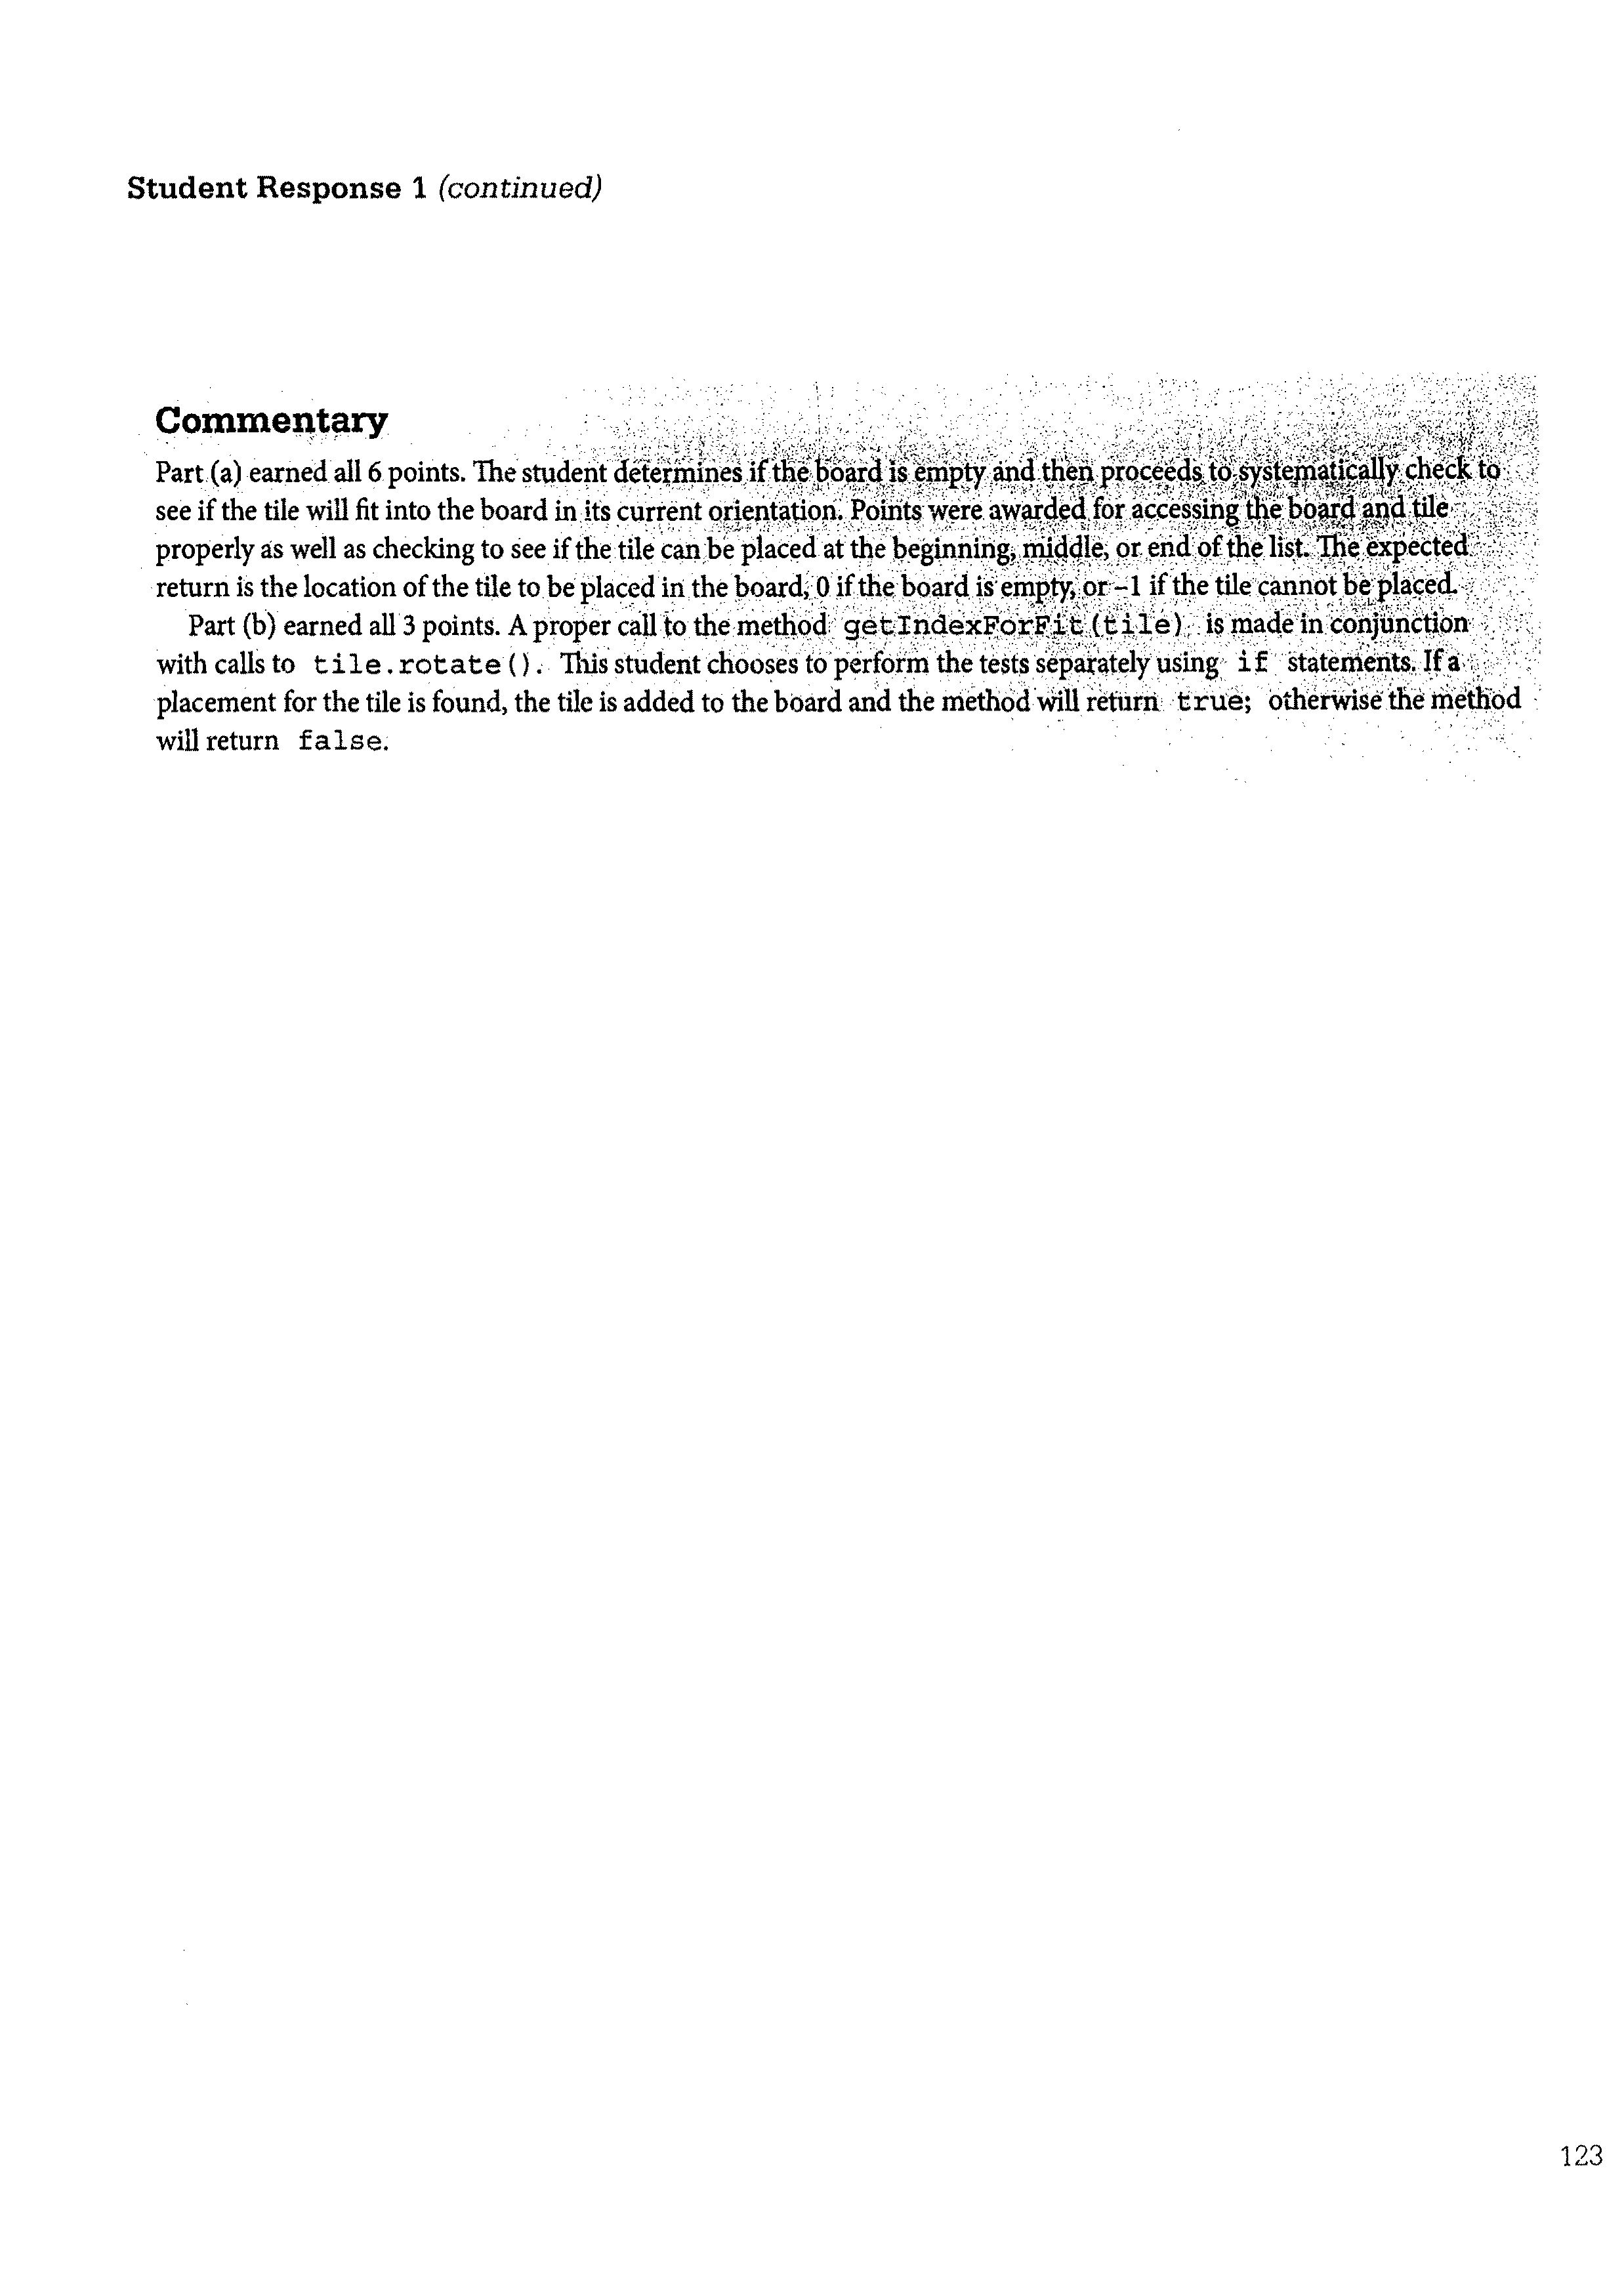 Student Response 1 (continued)
Commentary
Part (a) earned all 6 points. The student determines if the board is empty and then proceeds to systematically check to
see if the tile will fit into the board in its current orientation. Points were awarded for accessing the board and tile
properly as well as checking to see if the tile can be placed at the beginning, middle, or end of the list. The expected
return is the location of the tile to be placed in the board, 0 if the board is empty, or –1 if the tile cannot be placed.
Part (b) earned all 3 points. A proper call to the method getIndexForFit(tile) is made in conjunction
with calls to tile.rotate(). This student chooses to perform the tests separately using if statements. If a
placement for the tile is found, the tile is added to the board and the method will return true; otherwise the method
will return false.
123